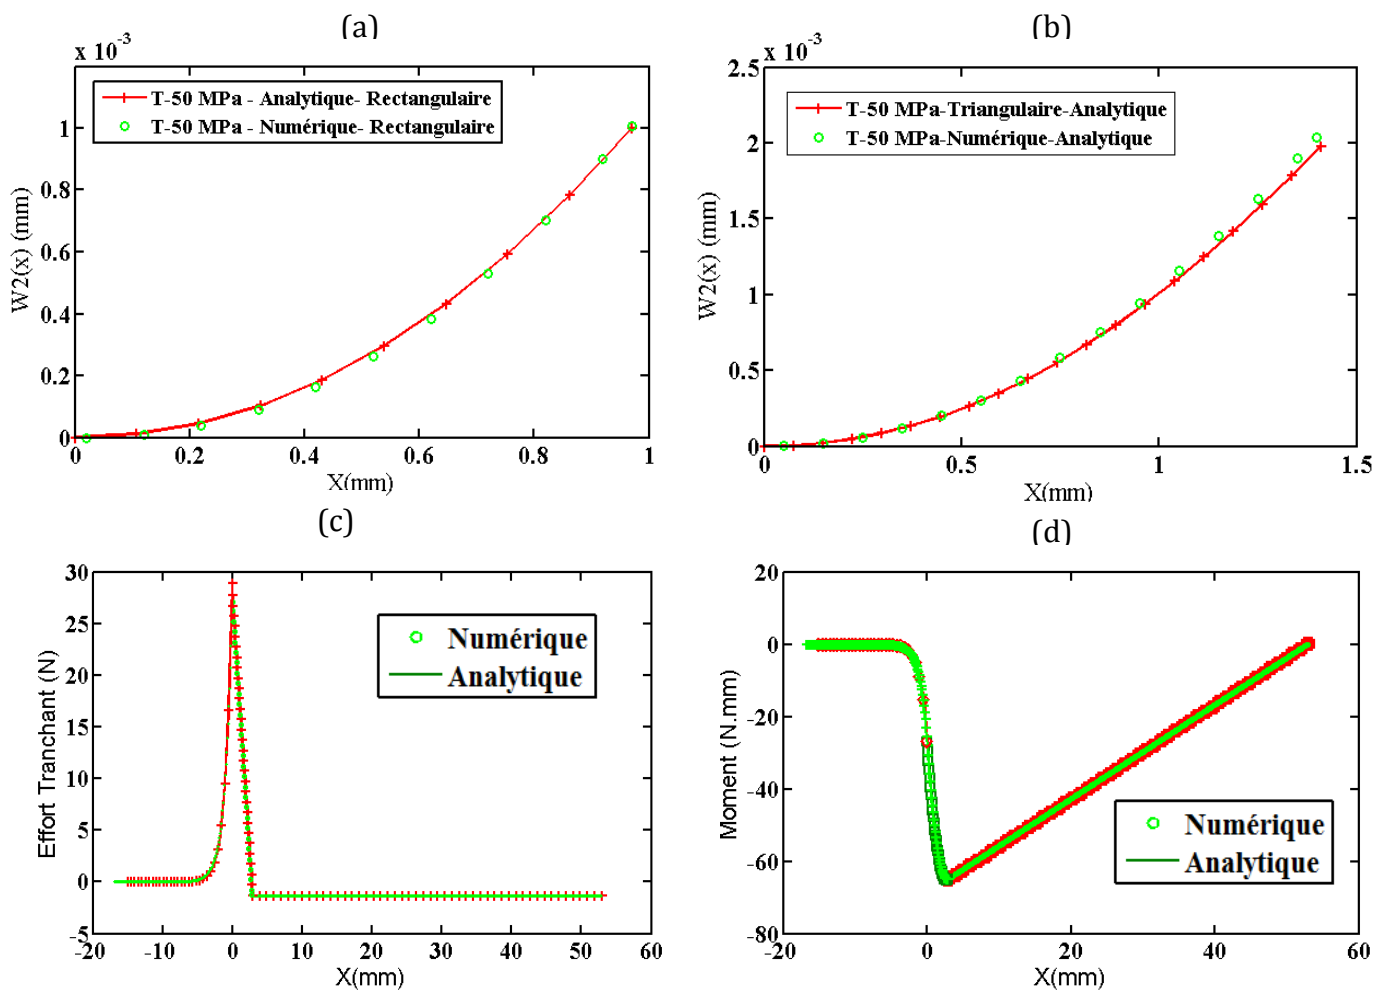 (a)
x 10⁻³
T-50 MPa - Analytique- Rectangulaire
T-50 MPa - Numérique- Rectangulaire
1
0.8
0.6
0.4
0.2
0
W2(x) (mm)
0 0.2 0.4 0.6 0.8 1
X(mm)
(b)
x 10⁻³
2.5
T-50 MPa-Triangulaire-Analytique
T-50 MPa-Numérique-Analytique
2
1.5
1
0.5
0
W2(x) (mm)
0 0.5 1 1.5
X(mm)
(c)
30
25
20
15
10
5
0
-5
Effort Tranchant (N)
Numérique
Analytique
-20 -10 0 10 20 30 40 50 60
X(mm)
(d)
20
0
-20
-40
-60
-80
Moment (N.mm)
Numérique
Analytique
-20 0 20 40 60
X(mm)